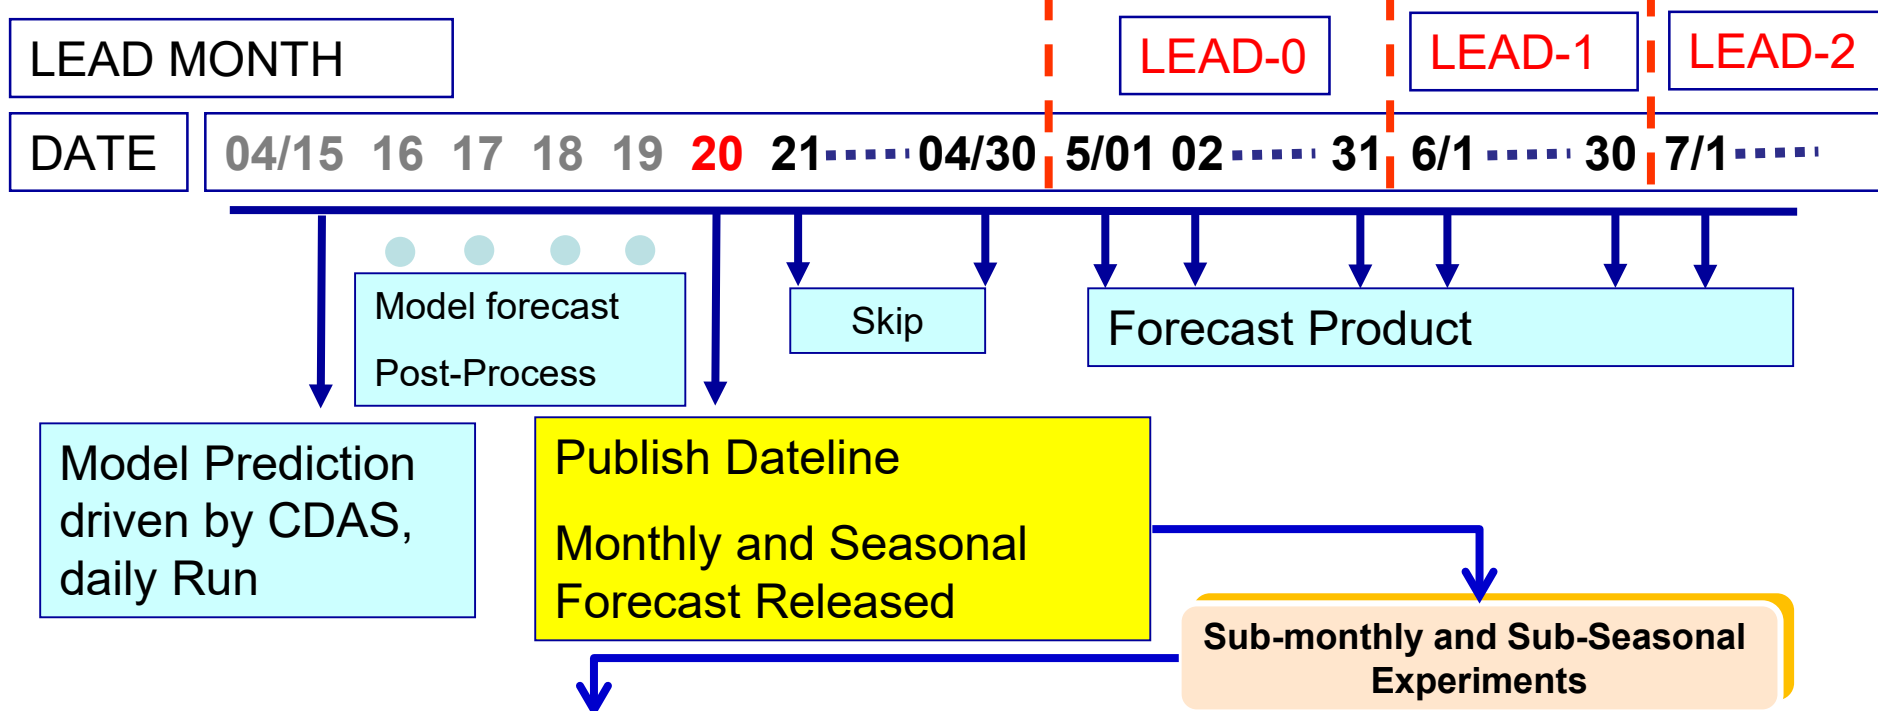 LEAD MONTH
LEAD-0
LEAD-1
LEAD-2
DATE
04/15 16 17 18 19 20 21 04/30 5/01 02 31 6/1 30 7/1
Model forecast
Post-Process
Skip
Forecast Product
Model Prediction
driven by CDAS,
daily Run
Publish Dateline
Monthly and Seasonal
Forecast Released
Sub-monthly and Sub-Seasonal
Experiments